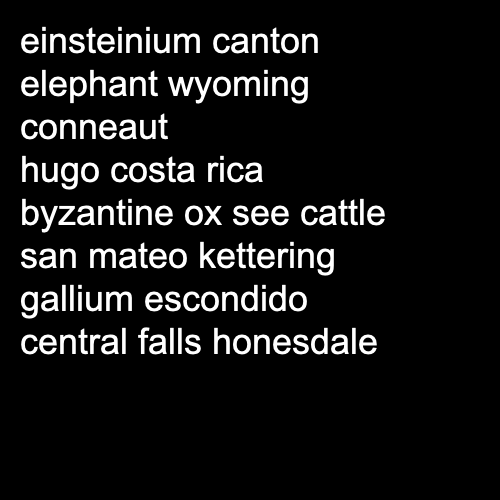 einsteinium canton
elephant wyoming
conneaut
hugo costa rica
byzantine ox see cattle
san mateo kettering
gallium escondido
central falls honesdale